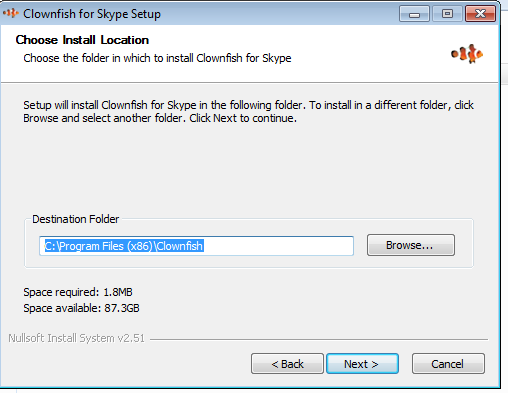 Clownfish for Skype Setup
Choose Install Location
Choose the folder in which to install Clownfish for Skype
Setup will install Clownfish for Skype in the following folder. To install in a different folder, click
Browse and select another folder. Click Next to continue.
Destination Folder
C:\Program Files (x86)\Clownfish
Browse...
Space required: 1.8MB
Space available: 87.3GB
Nullsoft Install System v2.51
< Back
Next >
Cancel